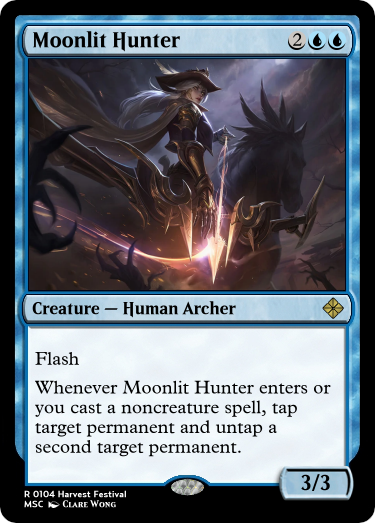 Moonlit Hunter 2
Creature — Human Archer
Flash
Whenever Moonlit Hunter enters or
you cast a noncreature spell, tap
target permanent and untap a
second target permanent.
3/3
R 0104 Harvest Festival
MSC Clare Wong